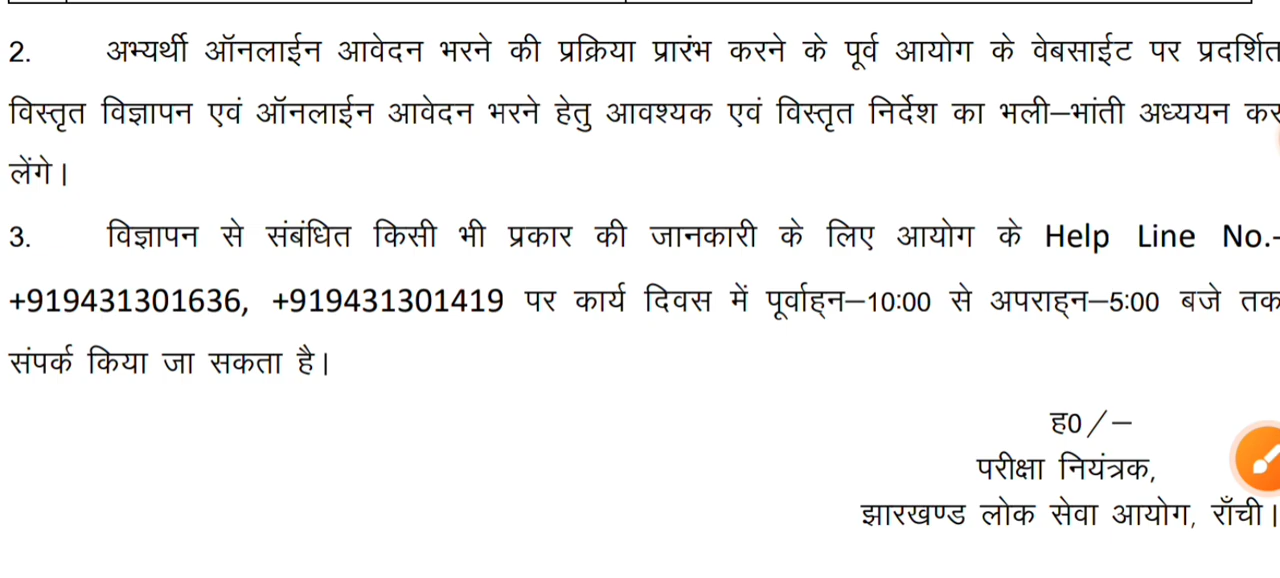 2. अभ्यर्थी ऑनलाईन आवेदन भरने की प्रक्रिया प्रारंभ करने के पूर्व आयोग के वेबसाईट पर प्रदर्शित
विस्तृत विज्ञापन एवं ऑनलाईन आवेदन भरने हेतु आवश्यक एवं विस्तृत निर्देश का भली–भांती अध्ययन कर
लेंगे।
3. विज्ञापन से संबंधित किसी भी प्रकार की जानकारी के लिए आयोग के Help Line No.-
+919431301636, +919431301419 पर कार्य दिवस में पूर्वाह्न–10:00 से अपराह्न–5:00 बजे तक
संपर्क किया जा सकता है।
ह0/–
परीक्षा नियंत्रक,
झारखण्ड लोक सेवा आयोग, राँची।